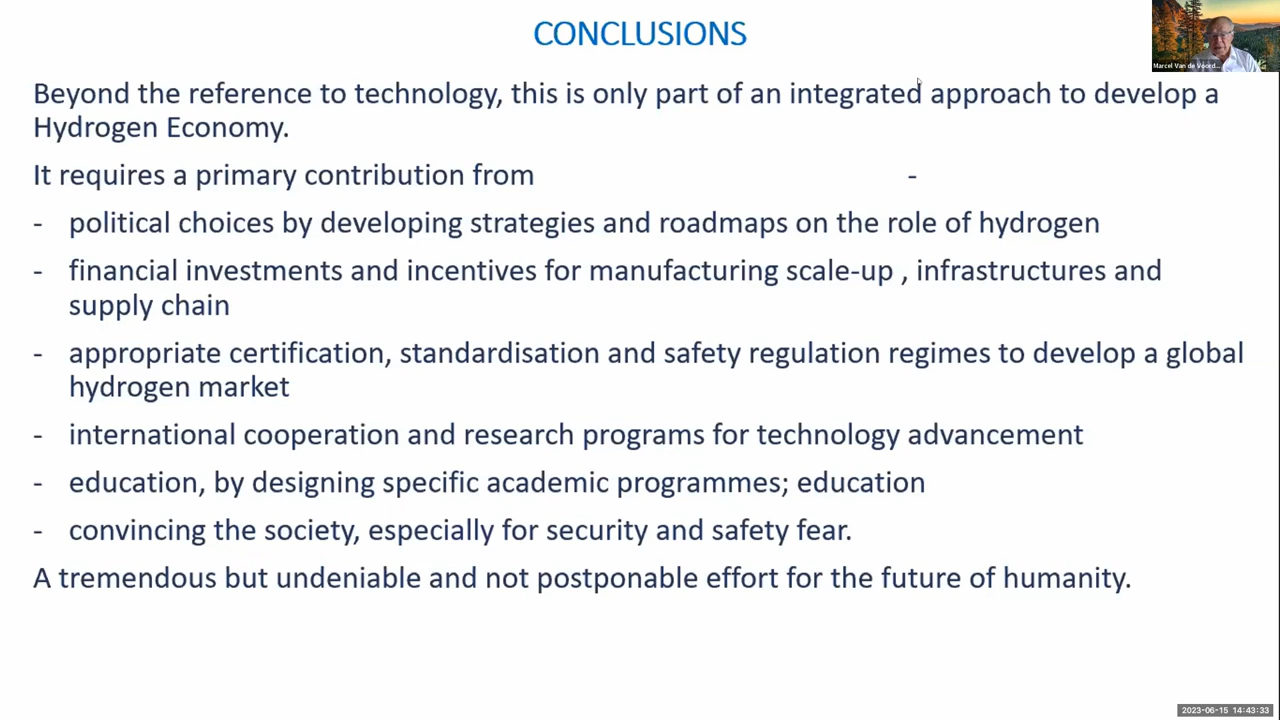 CONCLUSIONS
Marcel Van de Voord...
Beyond the reference to technology, this is only part of an integrated approach to develop a
Hydrogen Economy.
It requires a primary contribution from -
- political choices by developing strategies and roadmaps on the role of hydrogen
- financial investments and incentives for manufacturing scale-up , infrastructures and
supply chain
- appropriate certification, standardisation and safety regulation regimes to develop a global
hydrogen market
- international cooperation and research programs for technology advancement
- education, by designing specific academic programmes; education
- convincing the society, especially for security and safety fear.
A tremendous but undeniable and not postponable effort for the future of humanity.
2023-06-15 14:43:33